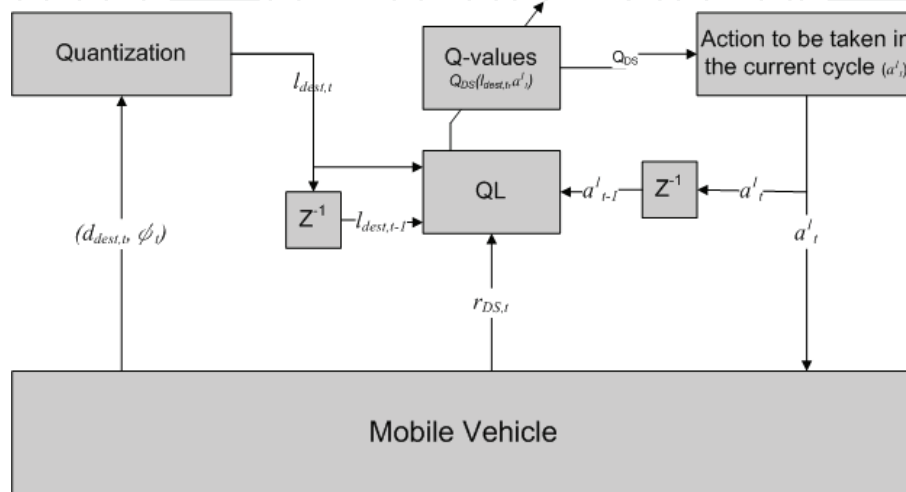 Quantization
Q-values
Q_DS(l_dest,t,a^l_t)
Q_DS
Action to be taken in
the current cycle (a^l_t)
l_dest,t
QL
Z^-1
l_dest,t-1
a^l_t-1
Z^-1
a^l_t
(d_dest,t, ϕ_t)
a^l_t
r_DS,t
Mobile Vehicle